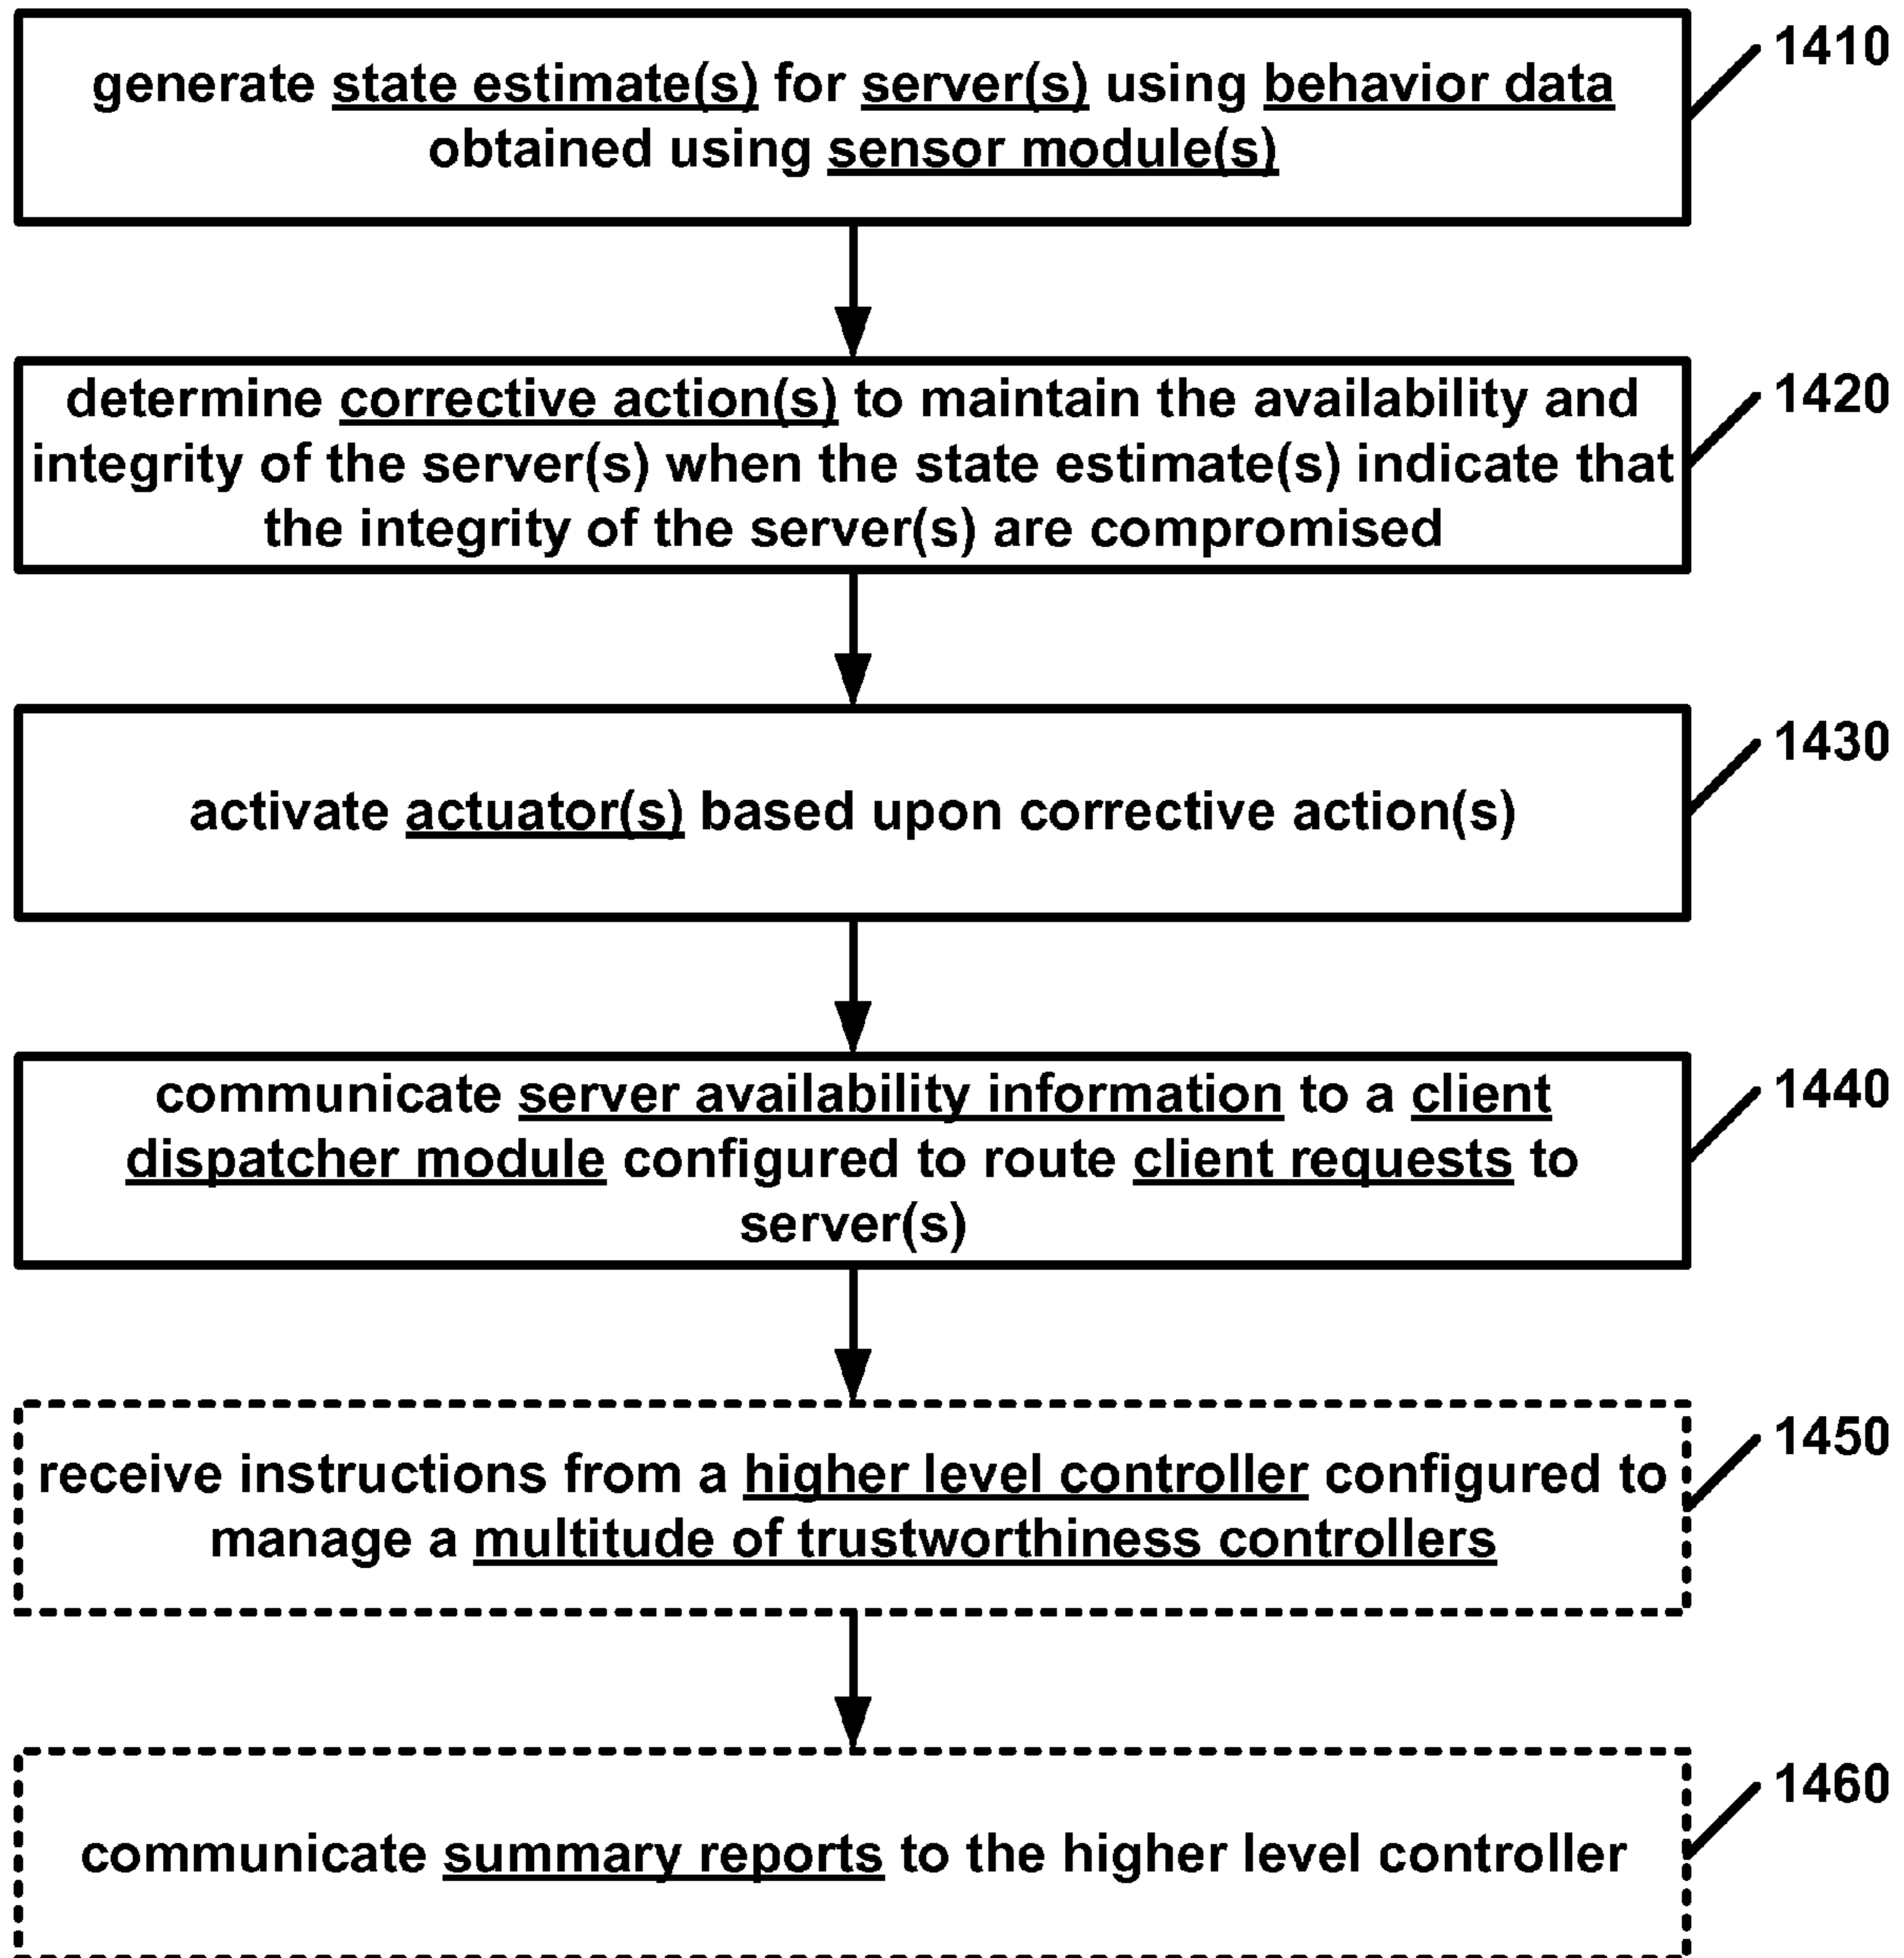 1410
generate state estimate(s) for server(s) using behavior data
obtained using sensor module(s)
1420
determine corrective action(s) to maintain the availability and
integrity of the server(s) when the state estimate(s) indicate that
the integrity of the server(s) are compromised
1430
activate actuator(s) based upon corrective action(s)
1440
communicate server availability information to a client
dispatcher module configured to route client requests to
server(s)
1450
receive instructions from a higher level controller configured to
manage a multitude of trustworthiness controllers
1460
communicate summary reports to the higher level controller